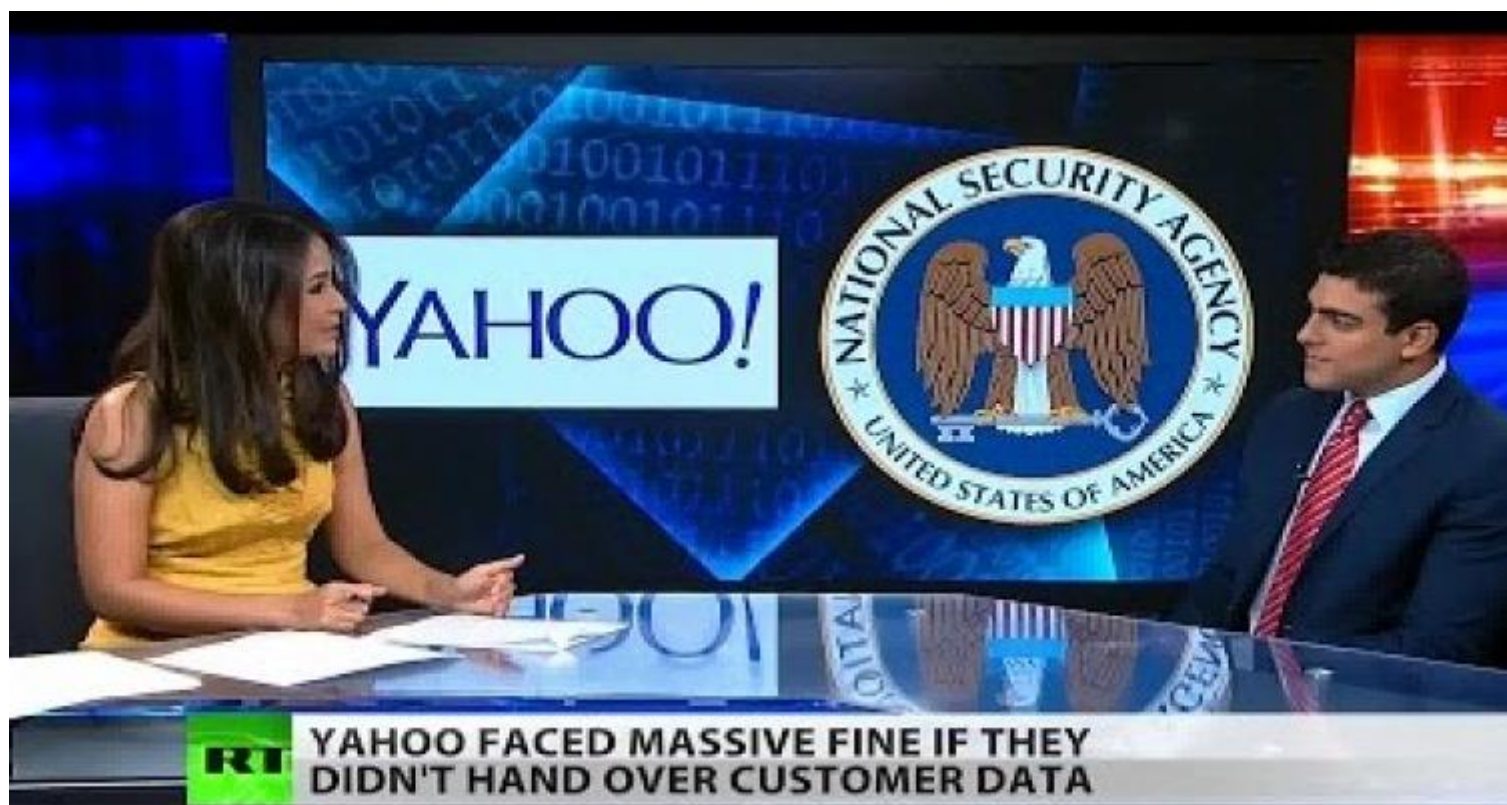 YAHOO!
NATIONAL SECURITY AGENCY
UNITED STATES OF AMERICA
RT
YAHOO FACED MASSIVE FINE IF THEY
DIDN'T HAND OVER CUSTOMER DATA